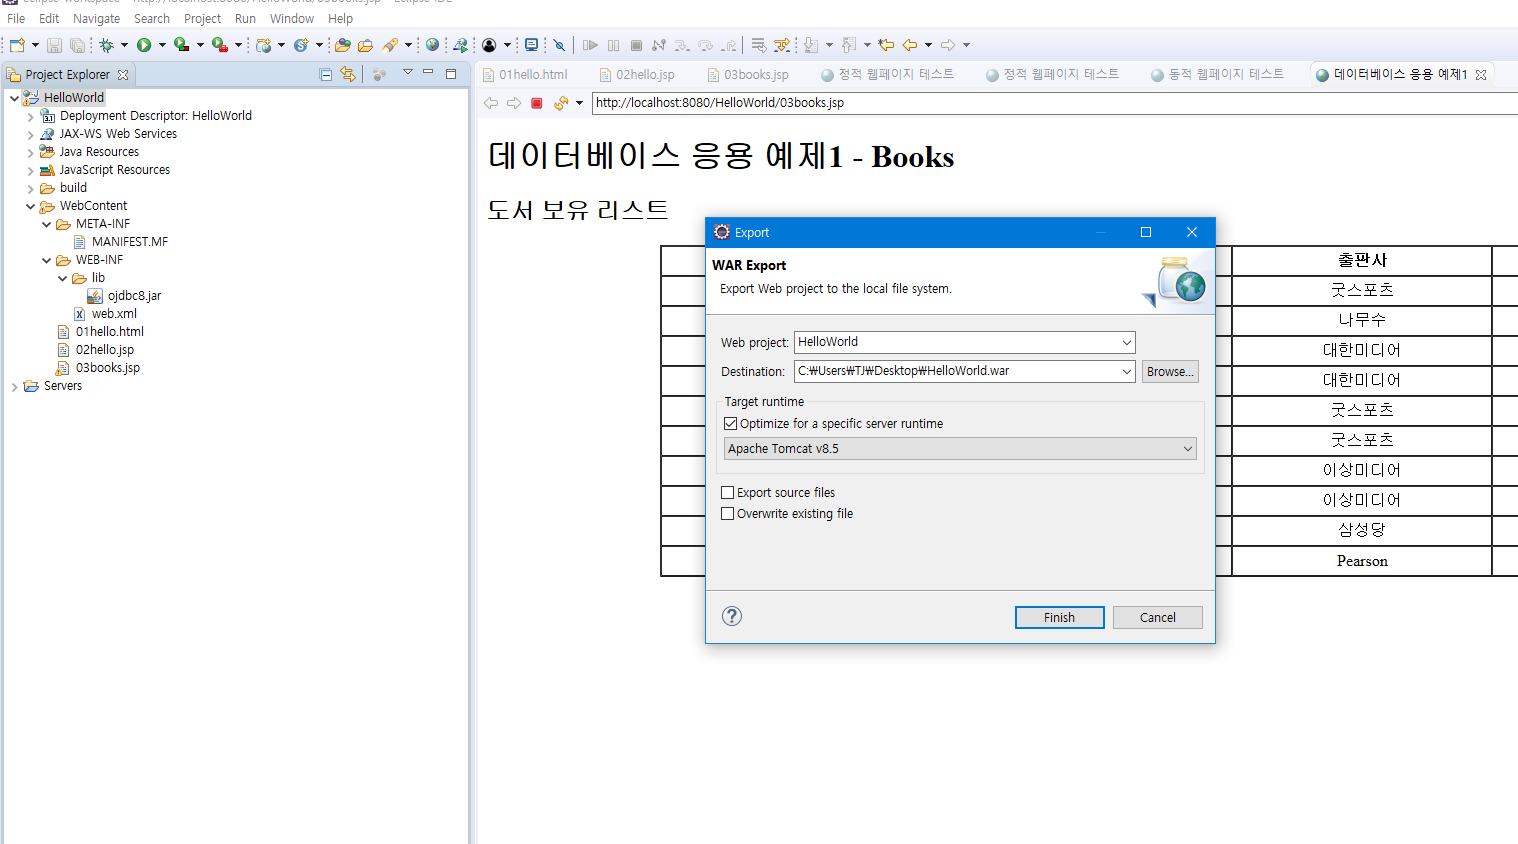 eclipse-workspace - http://localhost:8080/HelloWorld/03books.jsp - Eclipse IDE
File Edit Navigate Search Project Run Window Help
Project Explorer
01hello.html 02hello.jsp 03books.jsp 정적 웹페이지 테스트 정적 웹페이지 테스트 동적 웹페이지 테스트 데이터베이스 응용 예제1
http://localhost:8080/HelloWorld/03books.jsp
HelloWorld
Deployment Descriptor: HelloWorld
JAX-WS Web Services
Java Resources
JavaScript Resources
build
WebContent
META-INF
MANIFEST.MF
WEB-INF
lib
ojdbc8.jar
web.xml
01hello.html
02hello.jsp
03books.jsp
Servers
데이터베이스 응용 예제1 - Books
도서 보유 리스트
출판사
굿스포츠
나무수
대한미디어
대한미디어
굿스포츠
굿스포츠
이상미디어
이상미디어
삼성당
Pearson
Export
WAR Export
Export Web project to the local file system.
Web project: HelloWorld
Destination: C:₩Users₩TJ₩Desktop₩HelloWorld.war Browse...
Target runtime
Optimize for a specific server runtime
Apache Tomcat v8.5
Export source files
Overwrite existing file
Finish Cancel